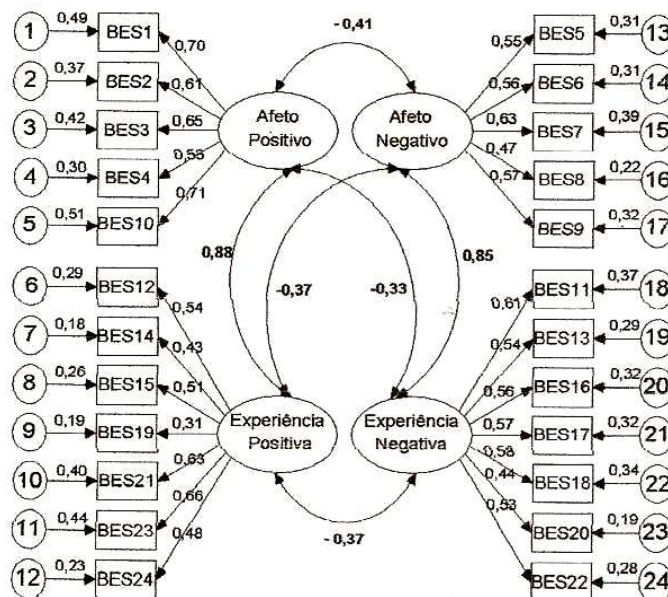 1 0,49 BES1 0,70
2 0,37 BES2 0,61
3 0,42 BES3 0,65
4 0,30 BES4
5 0,51 BES10 0,71
- 0,41
Afeto
Positivo
Afeto
Negativo
0,55 BES5 0,31 13
0,56 BES6 0,31 14
0,63 BES7 0,39 15
0,47 BES8 0,22 16
0,57 BES9 0,32 17
0,88
-0,37
-0,33
0,85
6 0,29 BES12 0,54
7 0,18 BES14 0,43
8 0,26 BES15 0,51
9 0,19 BES19 0,31
10 0,40 BES21 0,63
11 0,44 BES23 0,66
12 0,23 BES24 0,48
Experiência
Positiva
Experiência
Negativa
- 0,37
0,61 BES11 0,37 18
0,54 BES13 0,29 19
0,56 BES16 0,32 20
0,57 BES17 0,32 21
0,58 BES18 0,34 22
0,44 BES20 0,19 23
0,53 BES22 0,28 24